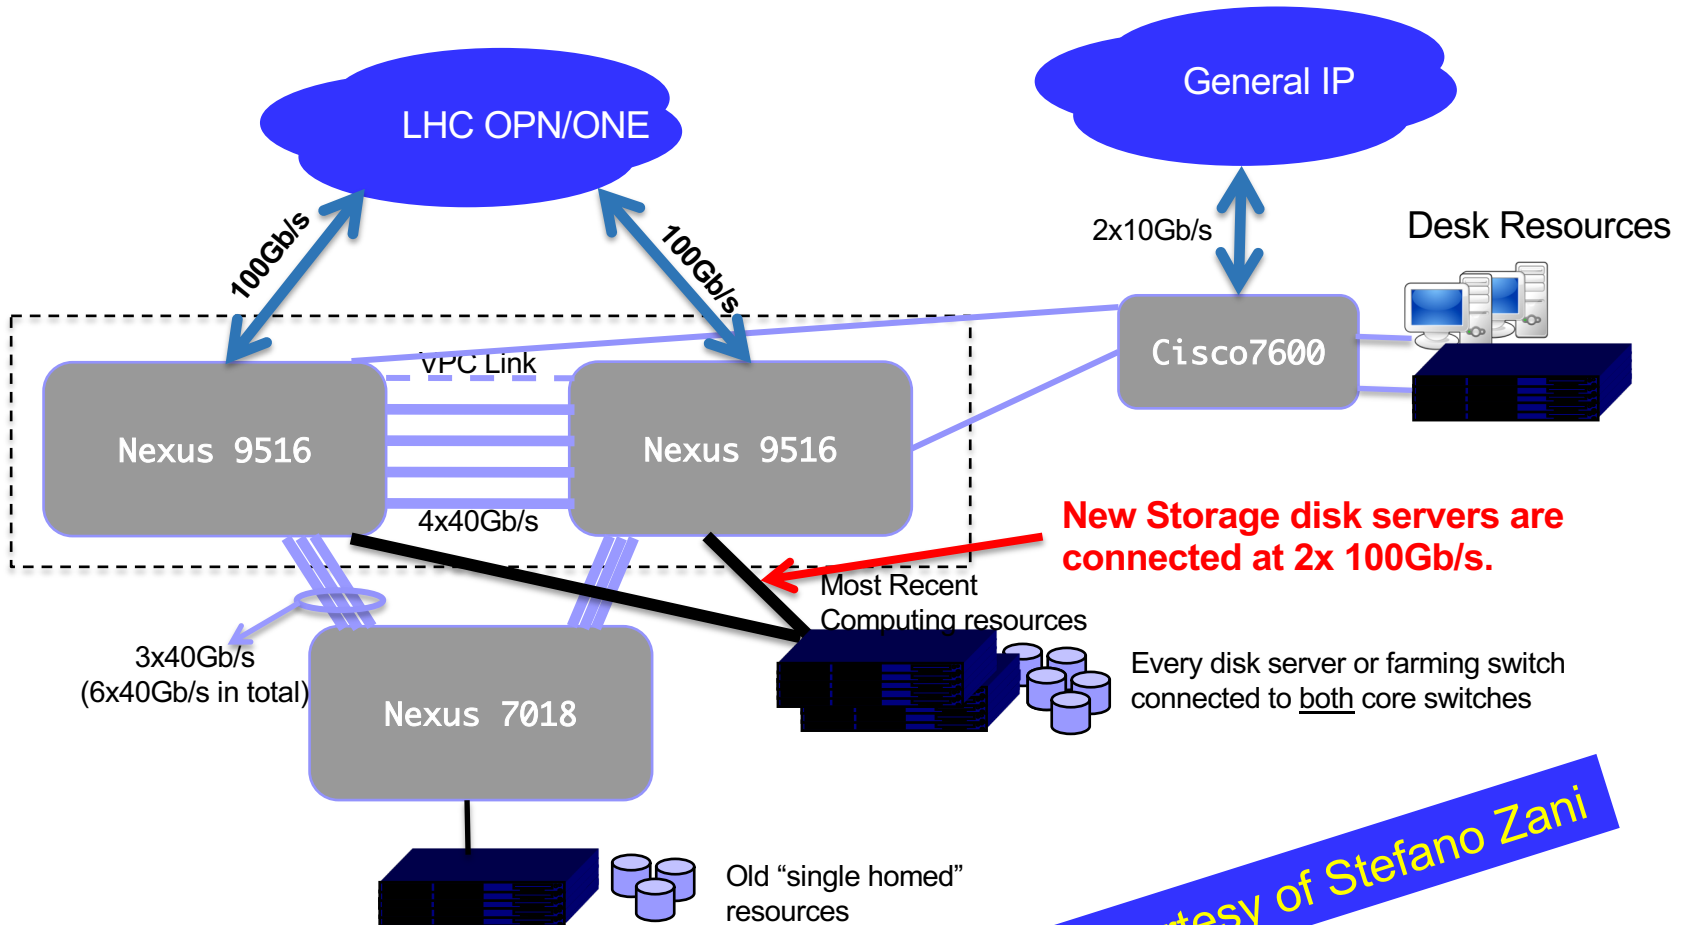 LHC OPN/ONE
General IP
100Gb/s
100Gb/s
2x10Gb/s
Desk Resources
Cisco7600
VPC Link
Nexus 9516
Nexus 9516
4x40Gb/s
New Storage disk servers are
connected at 2x 100Gb/s.
Most Recent
Computing resources
3x40Gb/s
(6x40Gb/s in total)
Every disk server or farming switch
connected to both core switches
Nexus 7018
Old “single homed”
resources
of Stefano Zani